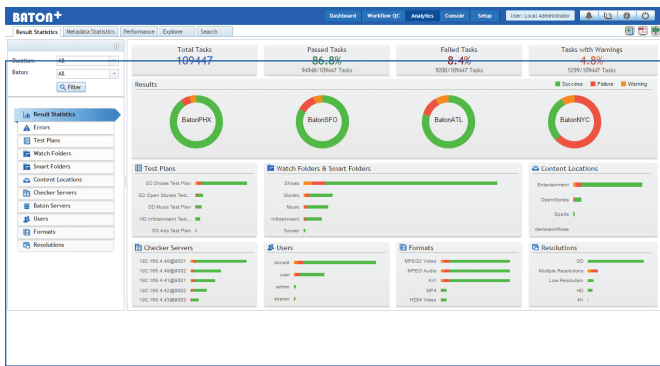 BATON+
Dashboard Workflow QC Analytics Console Setup User: Local Administrator
Result Statistics Metadata Statistics Performance Explorer Search
Duration: All
Baton: All
Filter
Result Statistics
Errors
Test Plans
Watch Folders
Smart Folders
Content Locations
Checker Servers
Baton Servers
Users
Formats
Resolutions
Total Tasks
109447
Passed Tasks
86.8%
94948/109447 Tasks
Failed Tasks
8.4%
9200/109447 Tasks
Tasks with Warnings
4.8%
5299/109447 Tasks
Results
Success Failure Warning
BatonPHX
BatonSFO
BatonATL
BatonNYC
Test Plans
SD Shows Test Plan
SD Open Stories Test...
SD Music Test Plan
HD Infotainment Test...
SD Ads Test Plan
Watch Folders & Smart Folders
Shows
Stories
Music
Infotainment
Soccer
Content Locations
Entertainment
OpenStories
Sports
demoworkflows
Checker Servers
192.168.4.40@9001
192.168.4.40@9002
192.168.4.41@9001
192.168.4.42@9002
192.168.4.43@9003
Users
donald
user
admin
sharon
Formats
MPEG2 Video
MPEG Audio
AVI
MP4
H264 Video
Resolutions
SD
Multiple Resolutions
Low Resolution
HD
4K